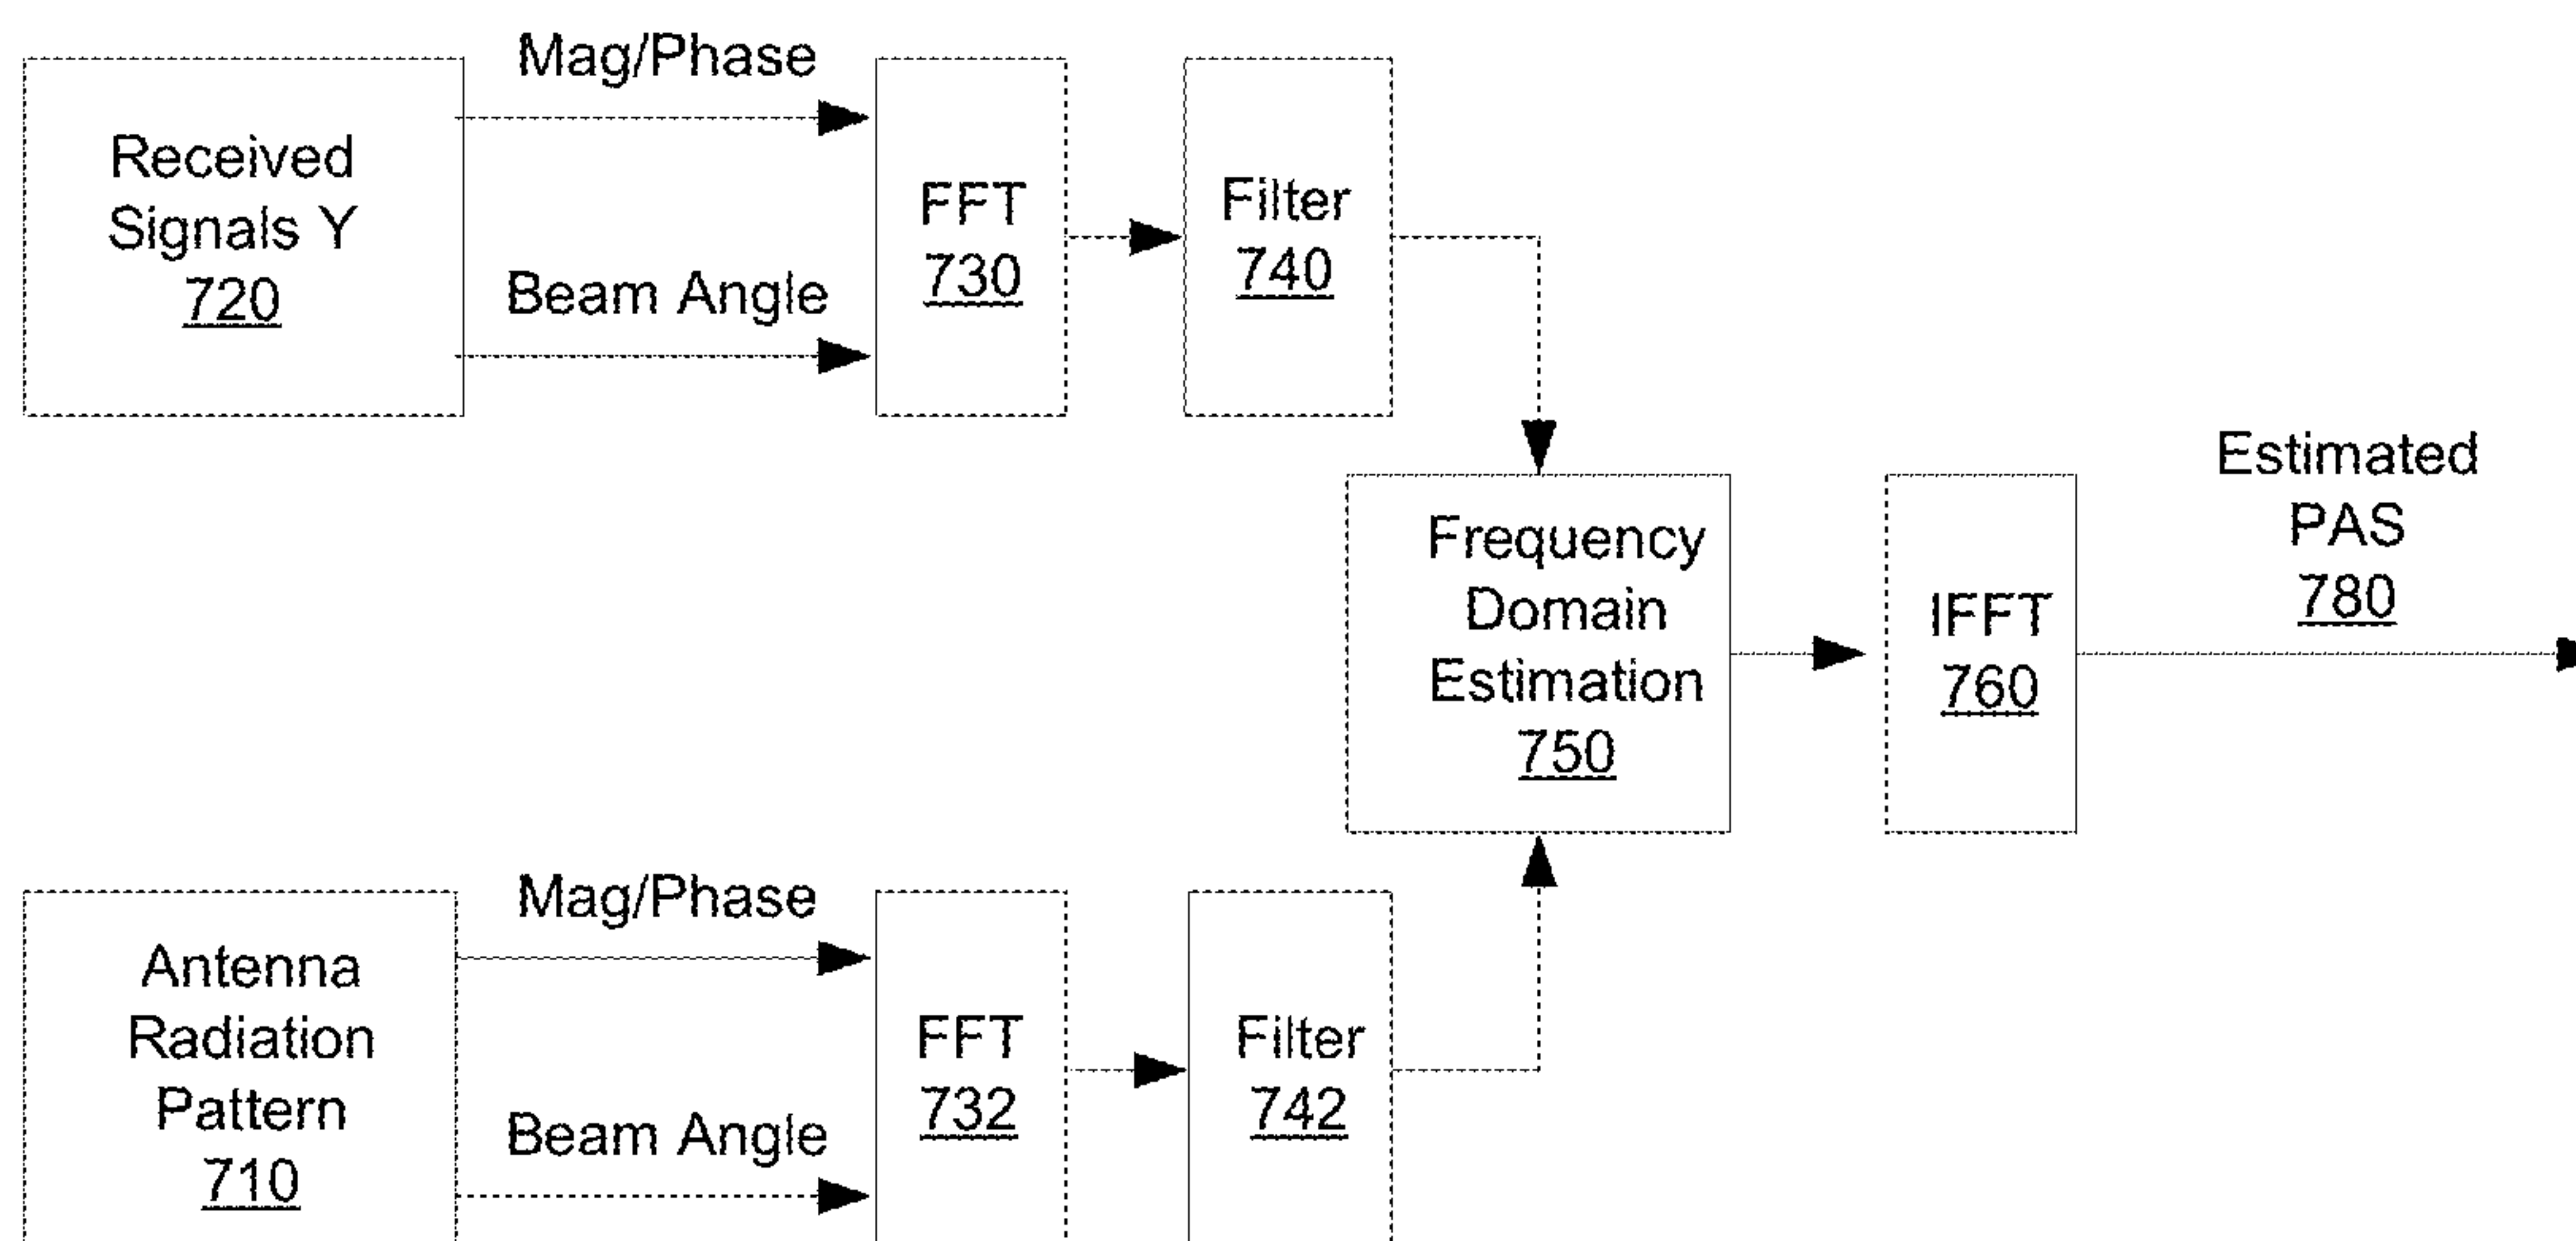 Received
Signals Y
720
Mag/Phase
Beam Angle
FFT
730
Filter
740
Frequency
Domain
Estimation
750
IFFT
760
Estimated
PAS
780
Antenna
Radiation
Pattern
710
Mag/Phase
Beam Angle
FFT
732
Filter
742